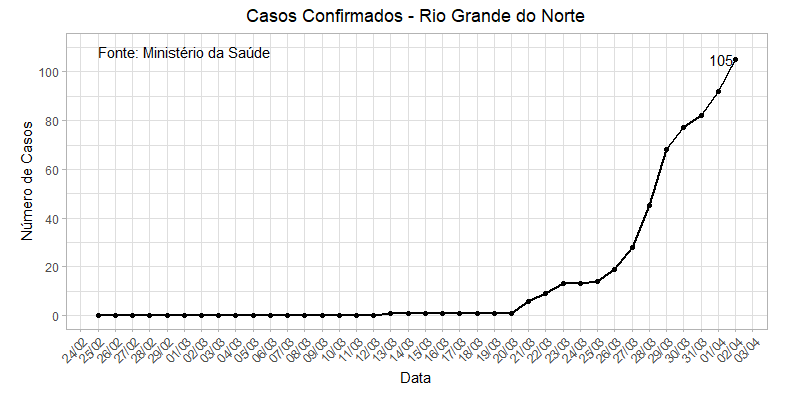 Casos Confirmados - Rio Grande do Norte
Fonte: Ministério da Saúde
105
Número de Casos
100
80
60
40
20
0
24/02 25/02 26/02 27/02 28/02 29/02 01/03 02/03 03/03 04/03 05/03 06/03 07/03 08/03 09/03 10/03 11/03 12/03 13/03 14/03 15/03 16/03 17/03 18/03 19/03 20/03 21/03 22/03 23/03 24/03 25/03 26/03 27/03 28/03 29/03 30/03 31/03 01/04 02/04 03/04
Data